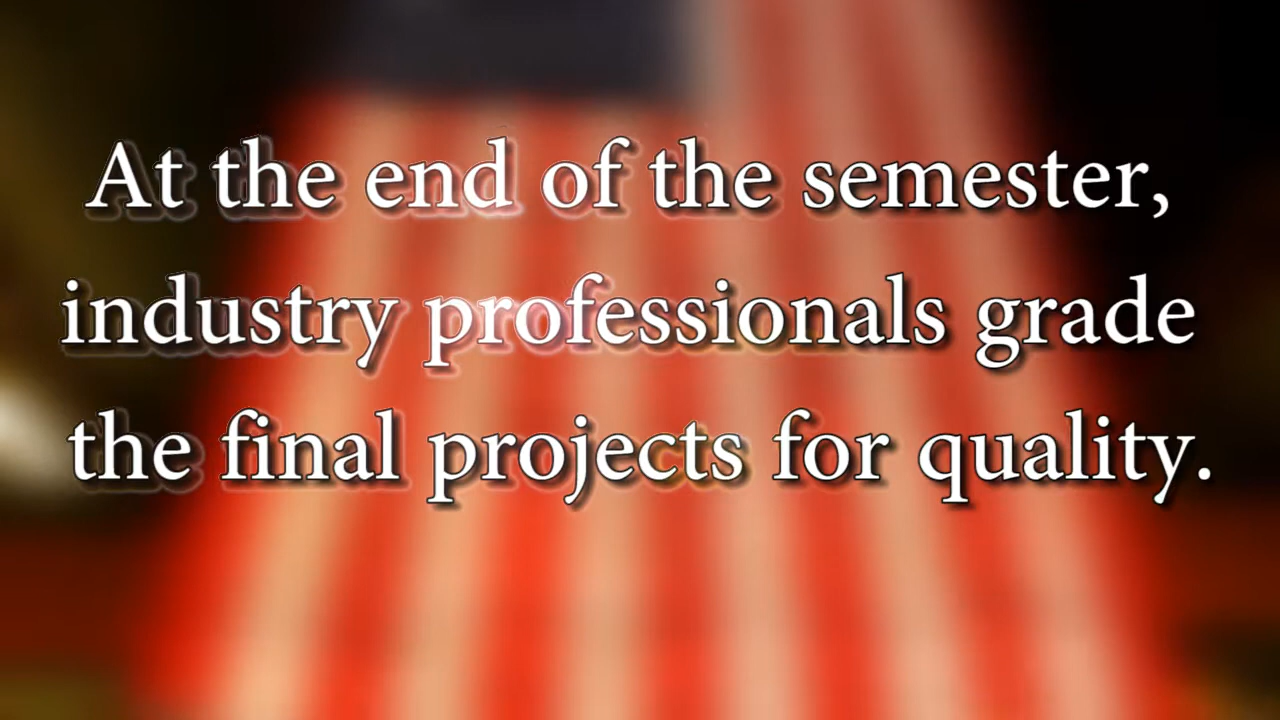 At the end of the semester,
industry professionals grade
the final projects for quality.